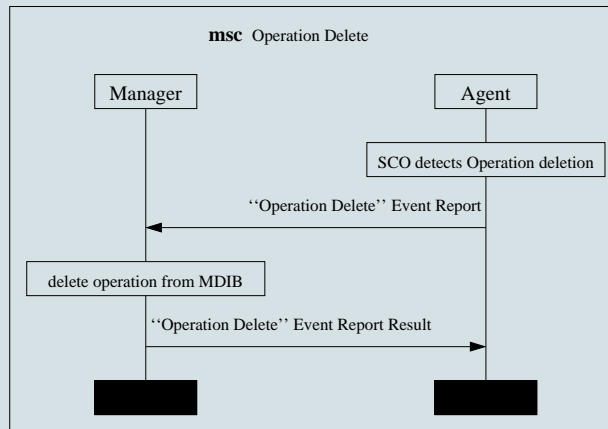 msc Operation Delete
Manager
Agent
SCO detects Operation deletion
‘‘Operation Delete’’ Event Report
delete operation from MDIB
‘‘Operation Delete’’ Event Report Result